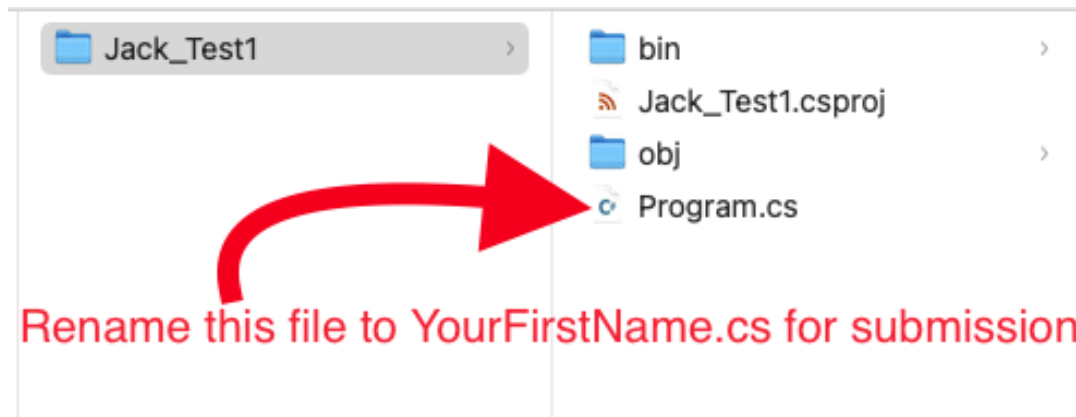 Jack_Test1
bin
Jack_Test1.csproj
obj
Program.cs
Rename this file to YourFirstName.cs for submission